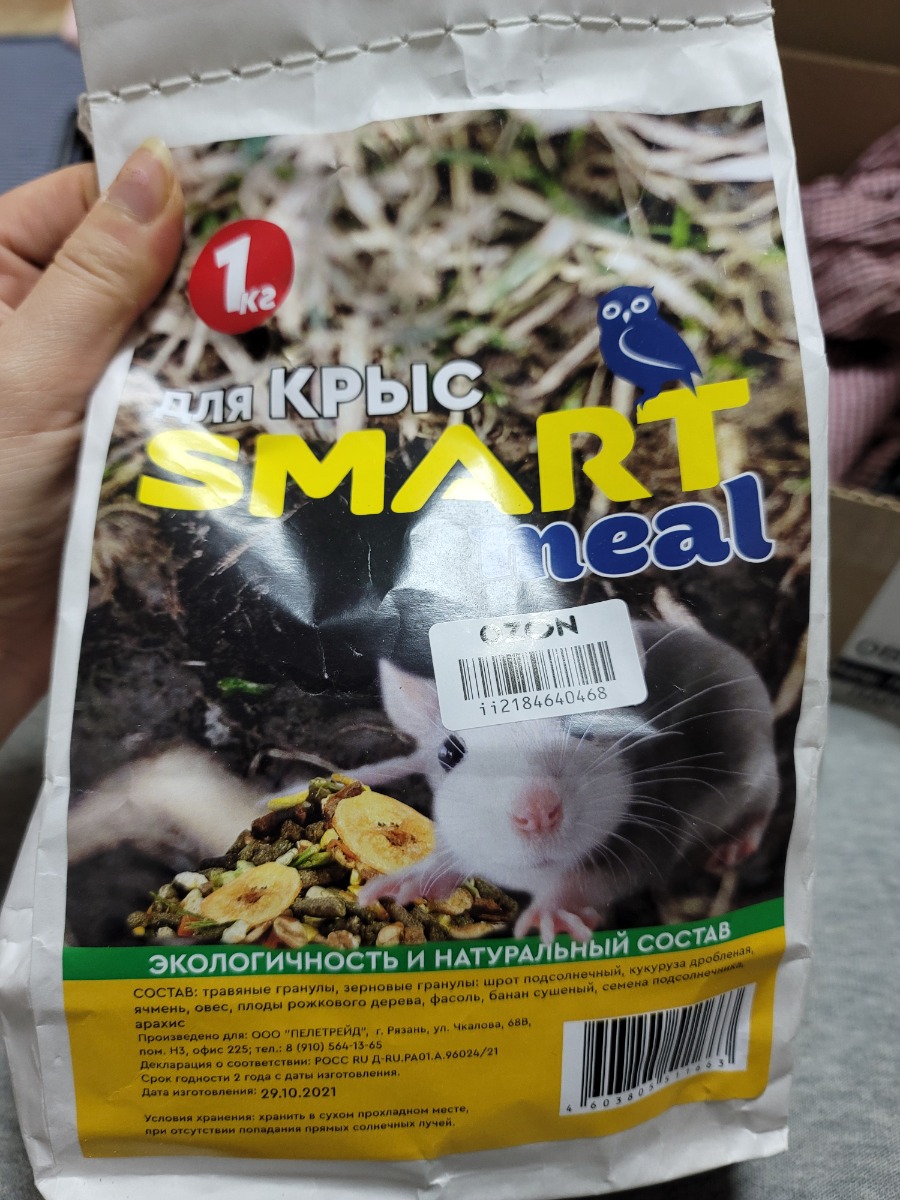 1кг
для КРЫС
SMART
meal
OZON
ii2184640468
ЭКОЛОГИЧНОСТЬ И НАТУРАЛЬНЫЙ СОСТАВ
СОСТАВ: травяные гранулы, зерновые гранулы: шрот подсолнечный, кукуруза дробленая,
ячмень, овес, плоды рожкового дерева, фасоль, банан сушеный, семена подсолнечника,
арахис
Произведено для: ООО "ПЕЛЕТРЕЙД", г. Рязань, ул. Чкалова, 68В,
пом. Н3, офис 225; тел.: 8 (910) 564-13-65
Декларация о соответствии: РОСС RU Д-RU.РА01.А.96024/21
Срок годности 2 года с даты изготовления.
Дата изготовления: 29.10.2021
Условия хранения: хранить в сухом прохладном месте,
при отсутствии попадания прямых солнечных лучей.